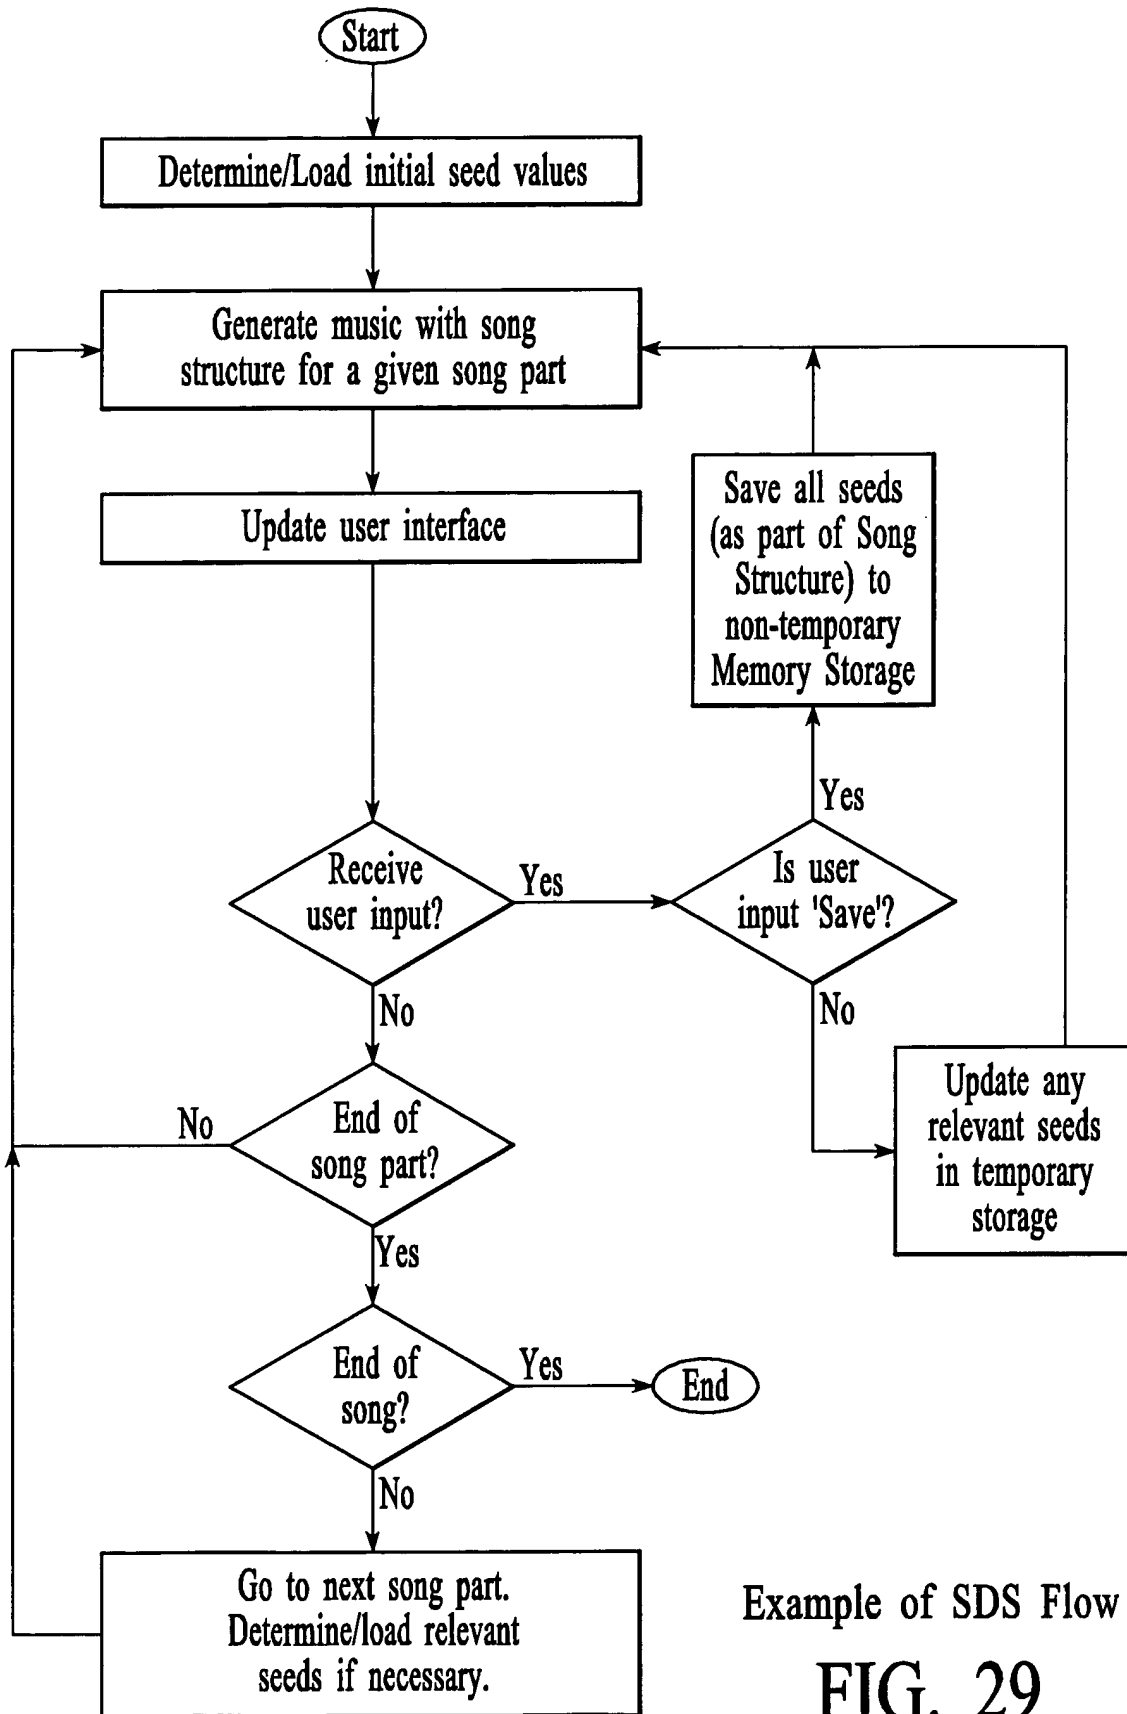 Start
Determine/Load initial seed values
Generate music with song
structure for a given song part
Update user interface
Save all seeds
(as part of Song
Structure) to
non-temporary
Memory Storage
Yes
Receive
user input?
Yes
Is user
input 'Save'?
No
No
Update any
relevant seeds
in temporary
storage
End of
song part?
No
Yes
End of
song?
Yes
End
No
Go to next song part.
Determine/load relevant
seeds if necessary.
Example of SDS Flow
FIG. 29